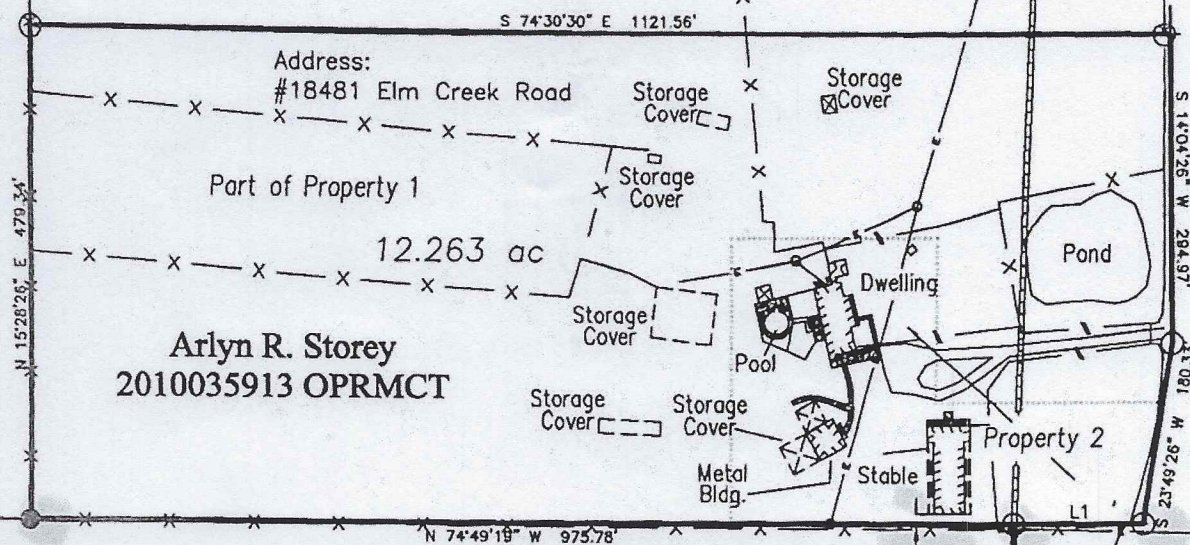 S 74°30'30" E 1121.56'
Address:
#18481 Elm Creek Road
Storage
Cover
Storage
Cover
Storage
Cover
Part of Property 1
12.263 ac
N 15°28'26" E 479.34'
S 14°04'26" W 294.97'
Pond
Dwelling
Storage
Cover
Pool
Arlyn R. Storey
2010035913 OPRMCT
Storage
Cover
Storage
Cover
Property 2
Metal
Bldg.
Stable
L1
S 23°49'26" W
N 74°49'19" W 975.78'